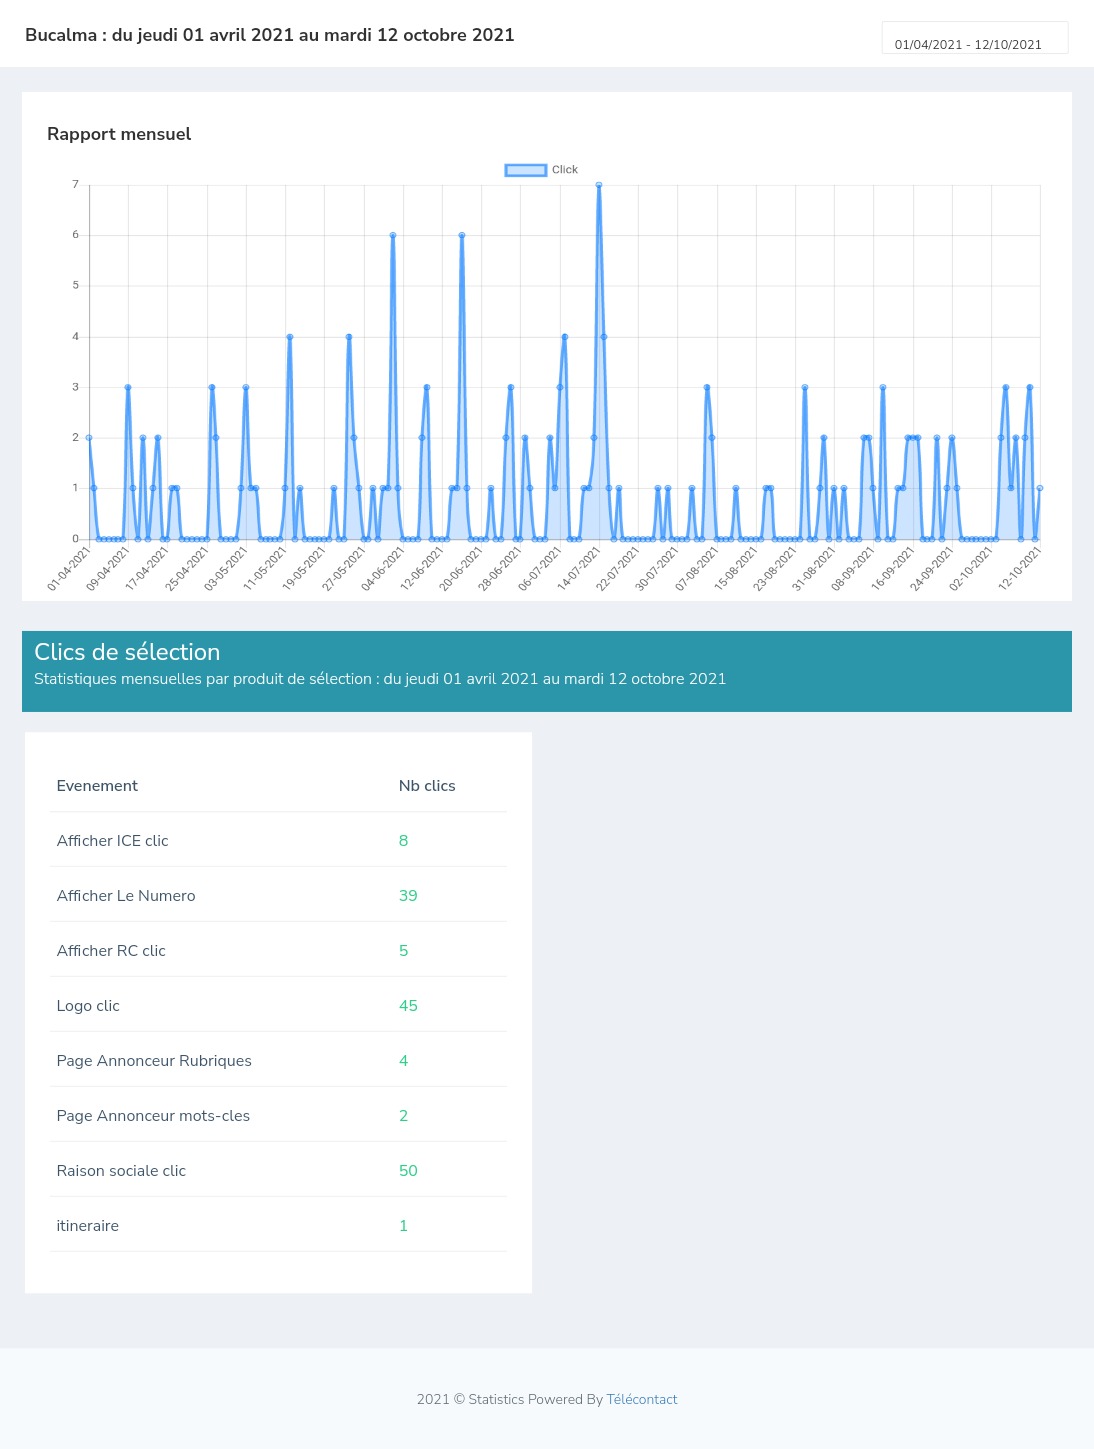 Bucalma : du jeudi 01 avril 2021 au mardi 12 octobre 2021
01/04/2021 - 12/10/2021
Rapport mensuel
Click
7
6
5
4
3
2
1
0
01-04-2021
09-04-2021
17-04-2021
25-04-2021
03-05-2021
11-05-2021
19-05-2021
27-05-2021
04-06-2021
12-06-2021
20-06-2021
28-06-2021
06-07-2021
14-07-2021
22-07-2021
30-07-2021
07-08-2021
15-08-2021
23-08-2021
31-08-2021
08-09-2021
16-09-2021
24-09-2021
02-10-2021
12-10-2021
Clics de sélection
Statistiques mensuelles par produit de sélection : du jeudi 01 avril 2021 au mardi 12 octobre 2021
Evenement Nb clics
Afficher ICE clic 8
Afficher Le Numero 39
Afficher RC clic 5
Logo clic 45
Page Annonceur Rubriques 4
Page Annonceur mots-cles 2
Raison sociale clic 50
itineraire 1
2021 © Statistics Powered By Télécontact